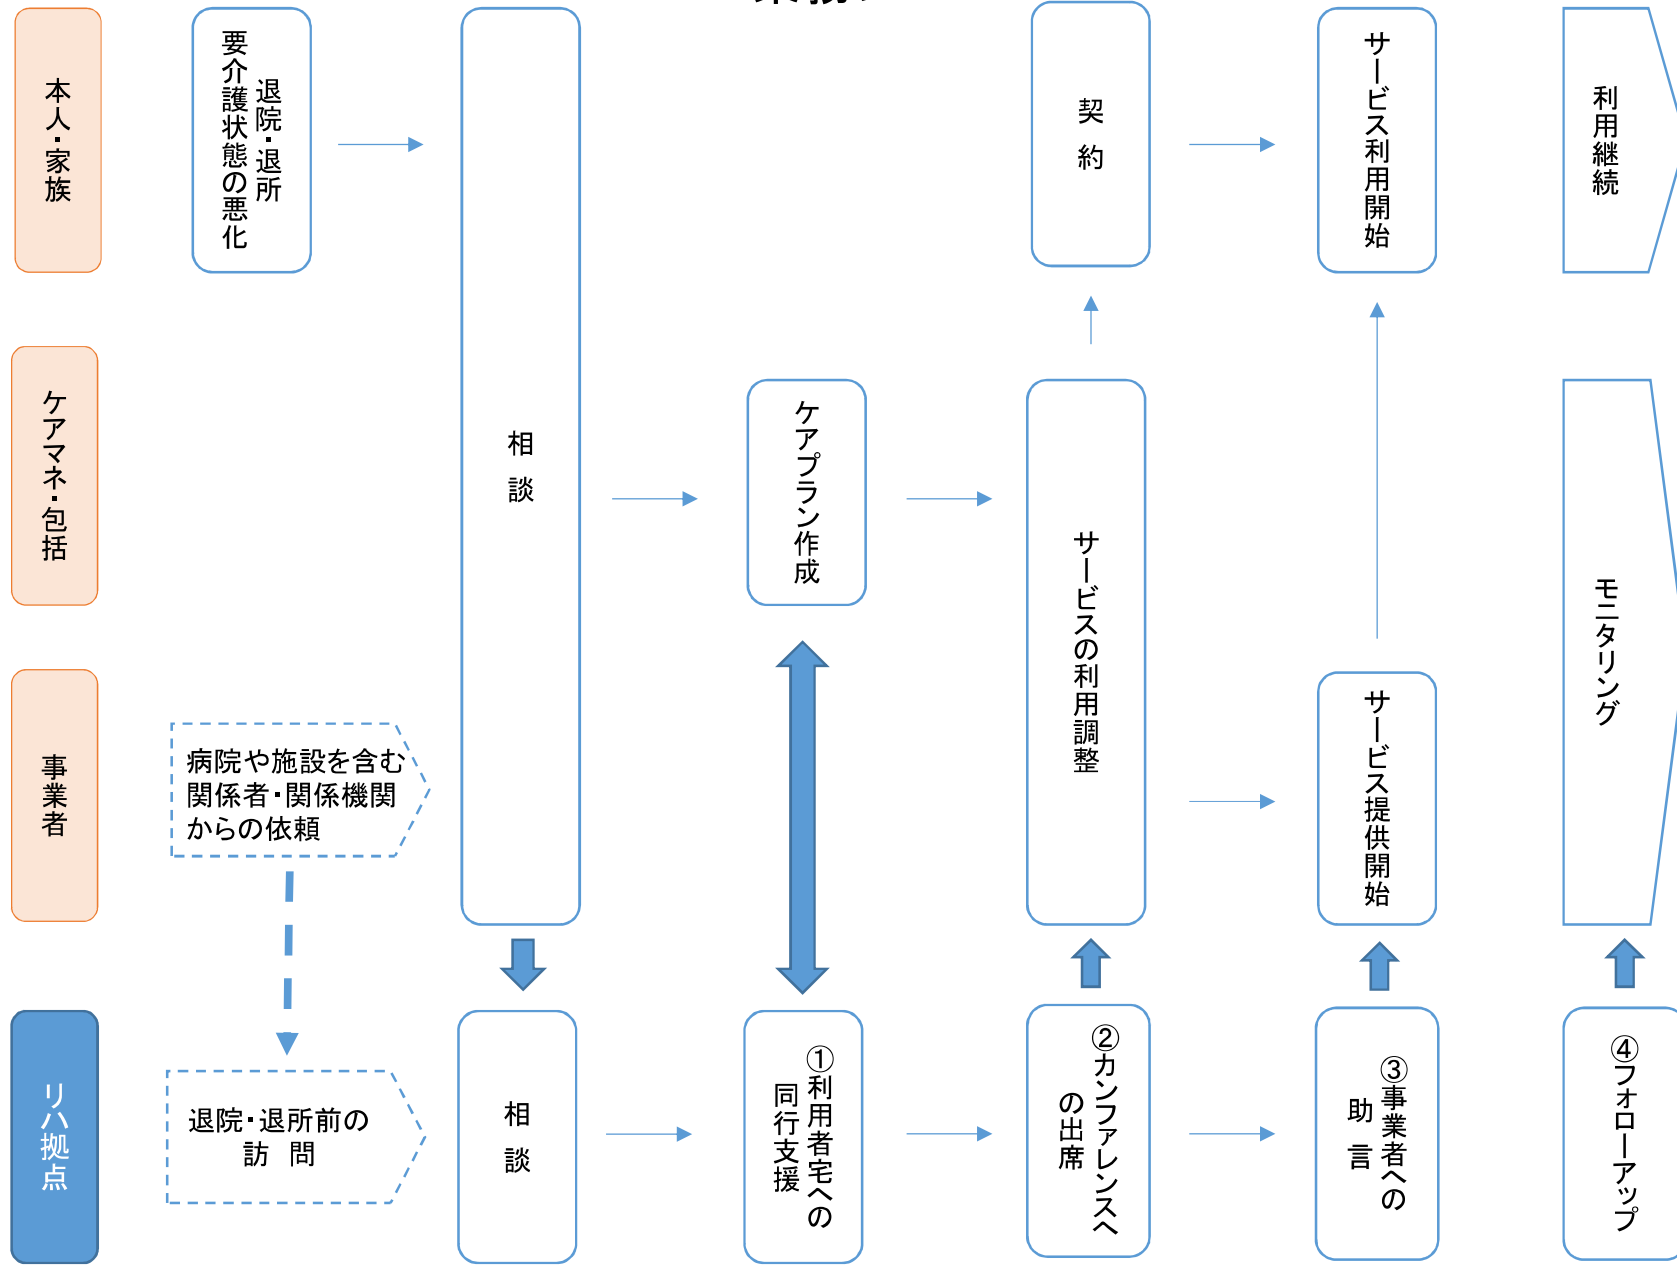 本人・家族
退院・退所
要介護状態の悪化
契約
サービス利用開始
利用継続
ケアマネ・包括
相談
ケアプラン作成
サービスの利用調整
モニタリング
事業者
病院や施設を含む
関係者・関係機関
からの依頼
サービス提供開始
リハ拠点
退院・退所前の
訪問
相談
①利用者宅への
同行支援
②カンファレンスへ
の出席
③事業者への
助言
④フォローアップ